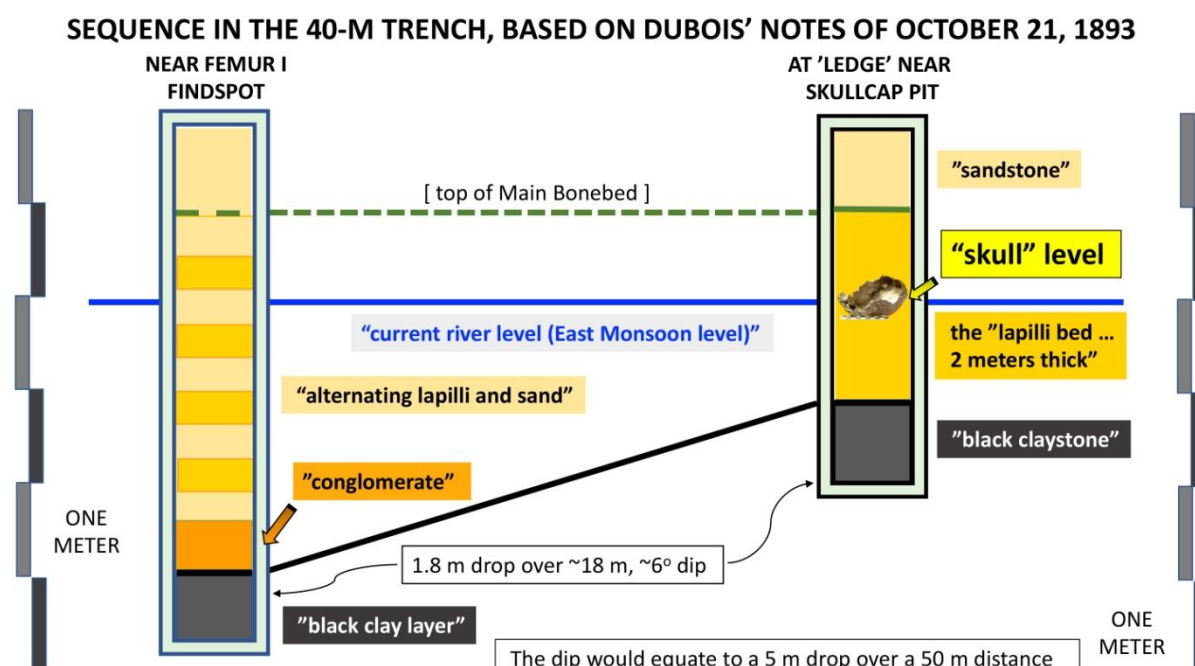 SEQUENCE IN THE 40-M TRENCH, BASED ON DUBOIS’ NOTES OF OCTOBER 21, 1893
NEAR FEMUR I
FINDSPOT
AT ’LEDGE’ NEAR
SKULLCAP PIT
”sandstone”
[ top of Main Bonebed ]
“skull” level
“current river level (East Monsoon level)”
the ”lapilli bed ...
2 meters thick”
“alternating lapilli and sand”
”black claystone”
”conglomerate”
ONE
METER
1.8 m drop over ~18 m, ~6° dip
”black clay layer”
ONE
METER
The dip would equate to a 5 m drop over a 50 m distance